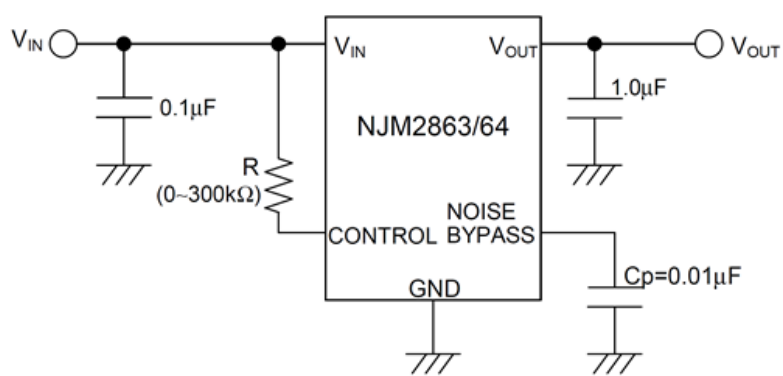 VIN
VIN
VOUT
VOUT
0.1μF
1.0μF
NJM2863/64
R
(0~300kΩ)
CONTROL
NOISE
BYPASS
GND
Cp=0.01μF